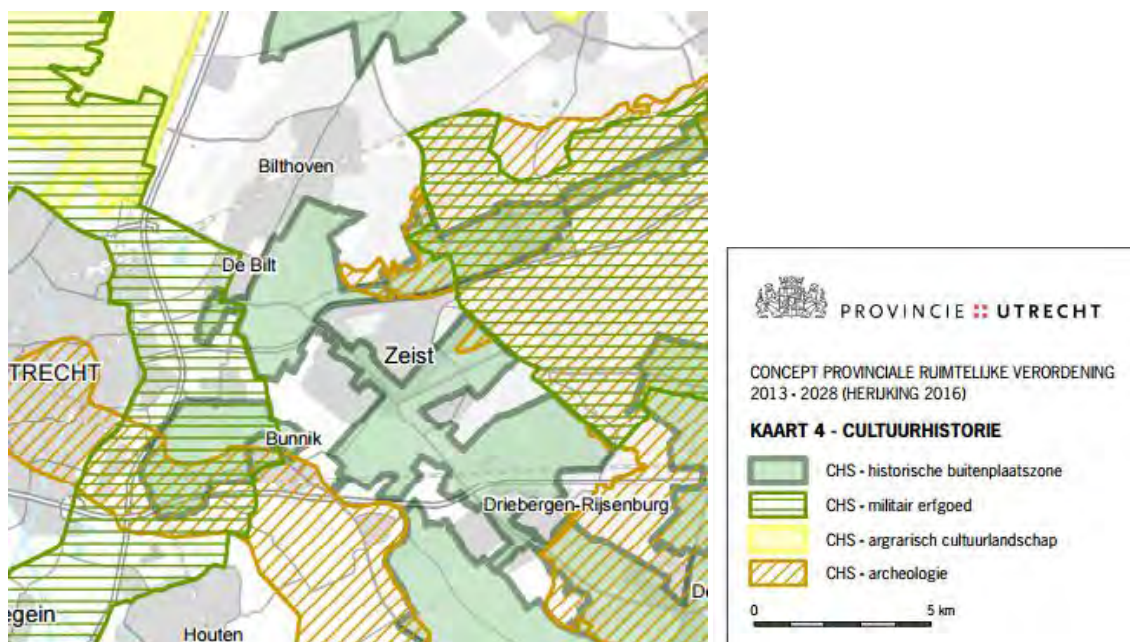 Bilthoven
De Bilt
TRECHT
Zeist
Bunnik
Driebergen-Rijsenburg
De
egein
Houten
PROVINCIE UTRECHT
CONCEPT PROVINCIALE RUIMTELIJKE VERORDENING
2013 - 2028 (HERIJKING 2016)
KAART 4 - CULTUURHISTORIE
CHS - historische buitenplaatszone
CHS - militair erfgoed
CHS - argrarisch cultuurlandschap
CHS - archeologie
0 5 km